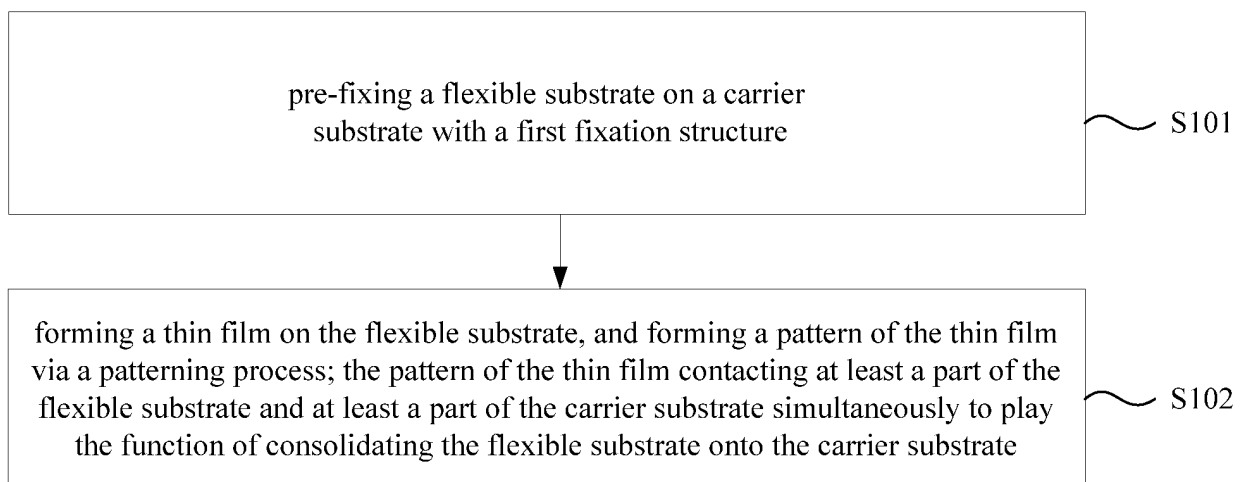 pre-fixing a flexible substrate on a carrier
substrate with a first fixation structure
S101
forming a thin film on the flexible substrate, and forming a pattern of the thin film
via a patterning process; the pattern of the thin film contacting at least a part of the
flexible substrate and at least a part of the carrier substrate simultaneously to play
the function of consolidating the flexible substrate onto the carrier substrate
S102